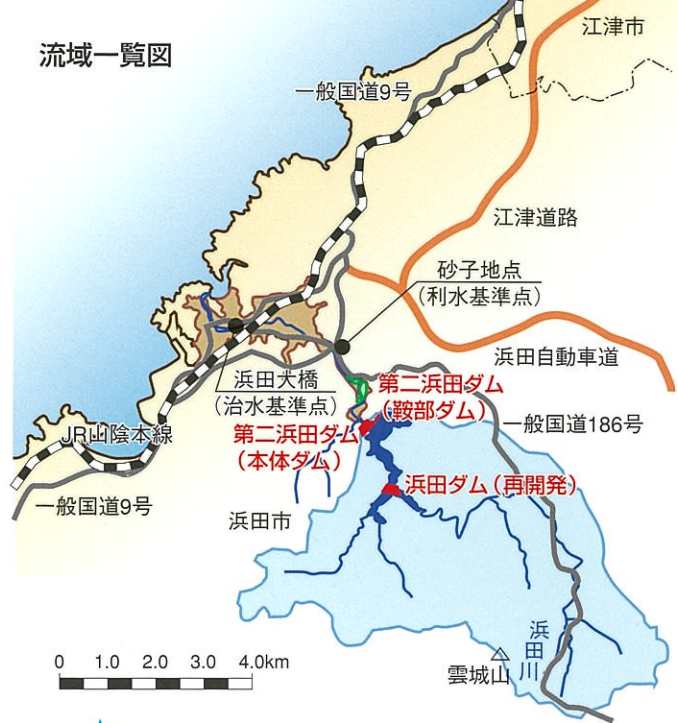 流域一覧図
江津市
一般国道9号
江津道路
砂子地点
(利水基準点)
浜田自動車道
浜田大橋
(治水基準点)
第二浜田ダム
(鞍部ダム)
一般国道186号
JR山陰本線
第二浜田ダム
(本体ダム)
浜田ダム(再開発)
一般国道9号
浜田市
浜田川
雲城山
0 1.0 2.0 3.0 4.0km